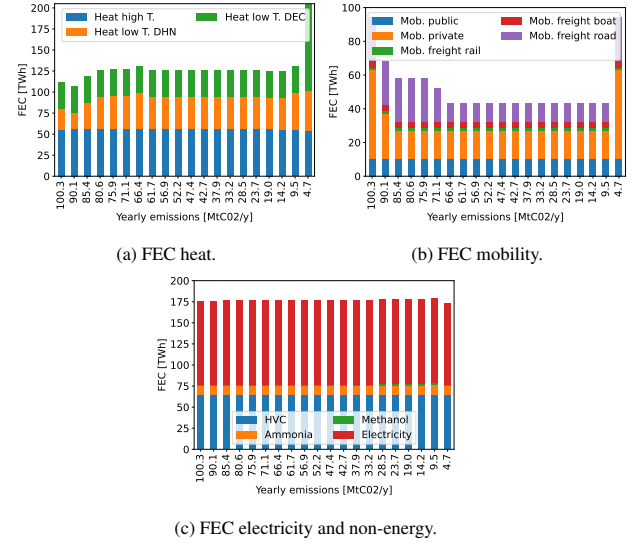 200
175
150
125
100
75
50
25
0
FEC [TWh]
Heat high T.
Heat low T. DHN
Heat low T. DEC
100.3 90.1 85.4 80.6 75.9 71.1 66.4 61.7 56.9 52.2 47.4 42.7 37.9 33.2 28.5 23.7 19.0 14.2 9.5 4.7
Yearly emissions [MtC02/y]
(a) FEC heat.
100
80
60
40
20
0
FEC [TWh]
Mob. public
Mob. private
Mob. freight rail
Mob. freight boat
Mob. freight road
100.3 90.1 85.4 80.6 75.9 71.1 66.4 61.7 56.9 52.2 47.4 42.7 37.9 33.2 28.5 23.7 19.0 14.2 9.5 4.7
Yearly emissions [MtC02/y]
(b) FEC mobility.
200
175
150
125
100
75
50
25
0
FEC [TWh]
HVC
Ammonia
Methanol
Electricity
100.3 90.1 85.4 80.6 75.9 71.1 66.4 61.7 56.9 52.2 47.4 42.7 37.9 33.2 28.5 23.7 19.0 14.2 9.5 4.7
Yearly emissions [MtC02/y]
(c) FEC electricity and non-energy.